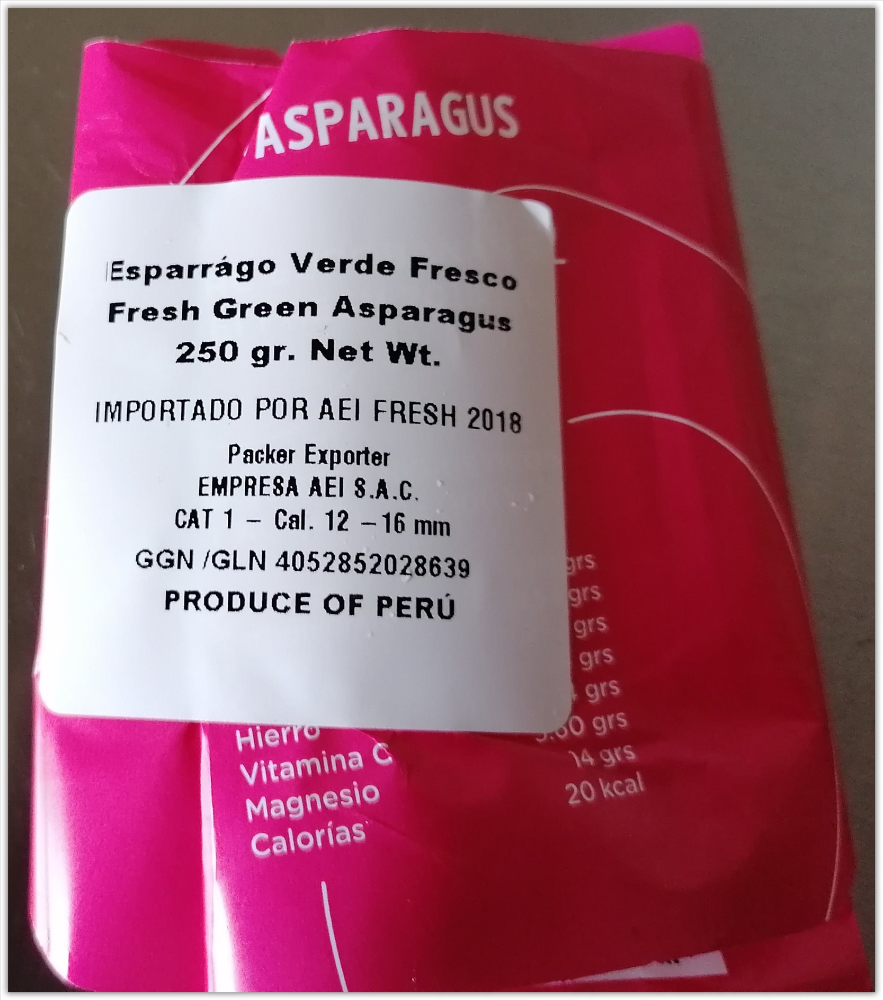 ASPARAGUS
Esparrágo Verde Fresco
Fresh Green Asparagus
250 gr. Net Wt.
IMPORTADO POR AEI FRESH 2018
Packer Exporter
EMPRESA AEI S.A.C.
CAT 1 – Cal. 12 – 16 mm
GGN /GLN 4052852028639
PRODUCE OF PERÚ
grs
grs
grs
grs
grs
Hierro grs
Vitamina C 14 grs
Magnesio 20 kcal
Calorías